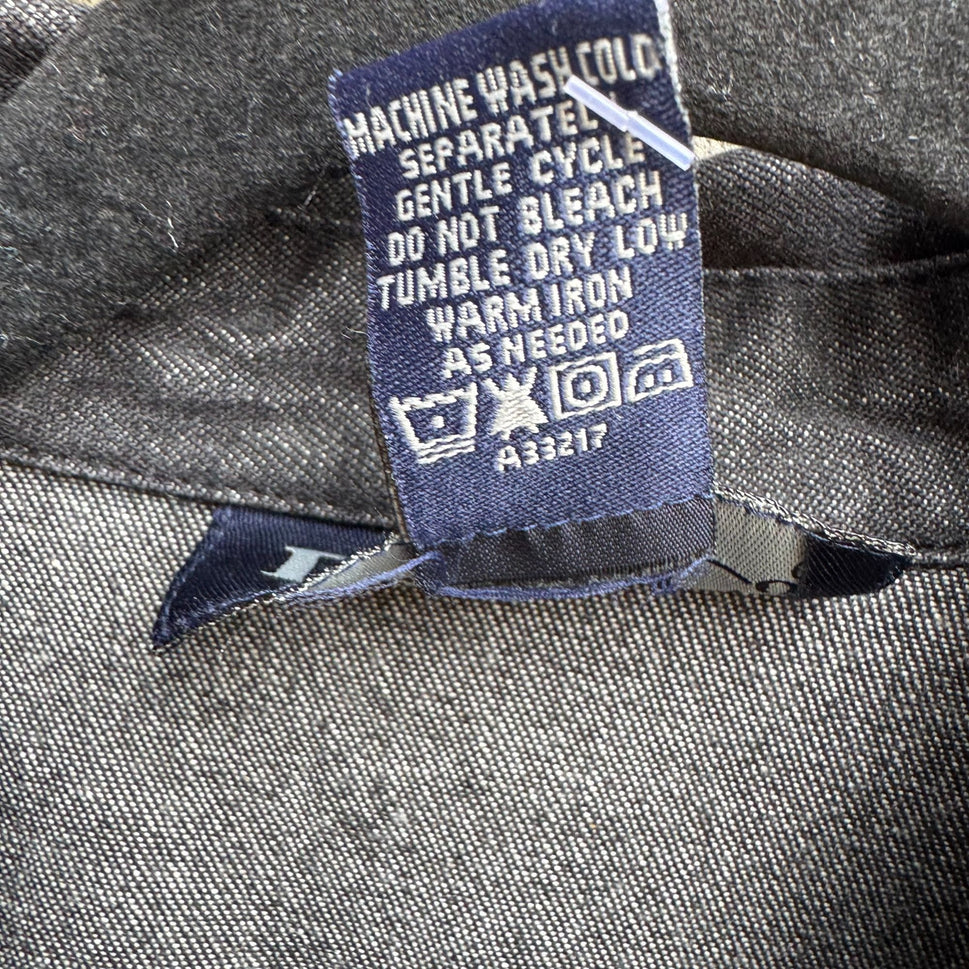 MACHINE WASH COLD
SEPARATELY
GENTLE CYCLE
DO NOT BLEACH
TUMBLE DRY LOW
WARM IRON
AS NEEDED
A33217